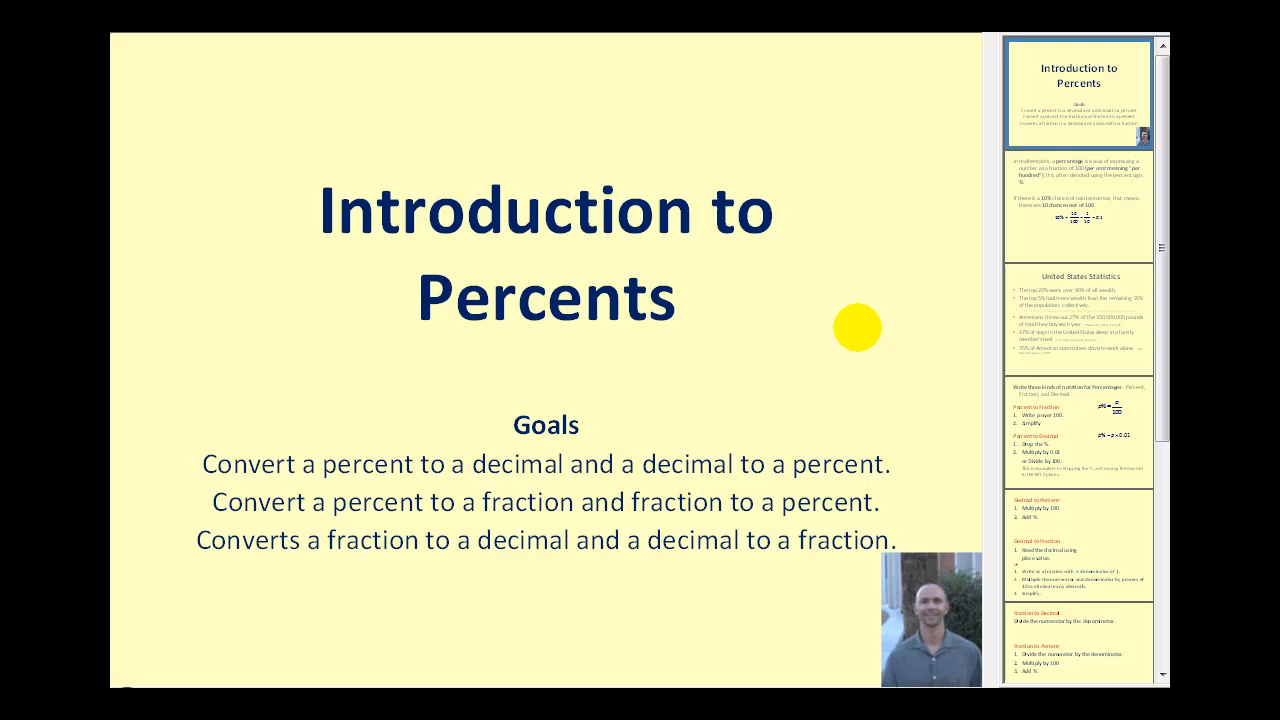 Introduction to
Percents
Goals
Convert a percent to a decimal and a decimal to a percent.
Convert a percent to a fraction and fraction to a percent.
Converts a fraction to a decimal and a decimal to a fraction.
Introduction to
Percents
Goals
Convert a percent to a decimal and a decimal to a percent.
Convert a percent to a fraction and fraction to a percent.
Converts a fraction to a decimal and a decimal to a fraction.
In mathematics, a percentage is a way of expressing a
number as a fraction of 100 (per cent meaning "per
hundred"). It is often denoted using the percent sign,
%.
If there is a 10% chance of rain tomorrow, that means
there are 10 chances out of 100.
10% = 10/100 = 1/10 = 0.1
United States Statistics
• The top 20% owns over 80% of all wealth.
• The top 5% had more wealth than the remaining 95%
of the population, collectively.
• Americans throw out 27% of the 350,000,000 pounds
of food they buy each year.
• 47% of dogs in the United States sleep in a family
member's bed.
• 76% of American commuters drive to work alone.
Write three kinds of notation for Percentages: Percent,
Fraction, and Decimal
Percent to Fraction
p% = p/100
1. Write p over 100.
2. Simplify
Percent to Decimal
p% = p × 0.01
1. Drop the %
2. Multiply by 0.01
or Divide by 100.
This is equivalent to dropping the %, and moving the decimal
to the left 2 places.
Decimal to Percent
1. Multiply by 100.
2. Add %
Decimal to Fraction
1. Read the decimal using
place value.
1. Write as a fraction with a denominator of 1.
2. Multiple the numerator and denominator by powers of
10 to eliminate any decimals.
3. Simplify.
Fraction to Decimal
Divide the numerator by the denominator.
Fraction to Percent
1. Divide the numerator by the denominator.
2. Multiply by 100
3. Add %